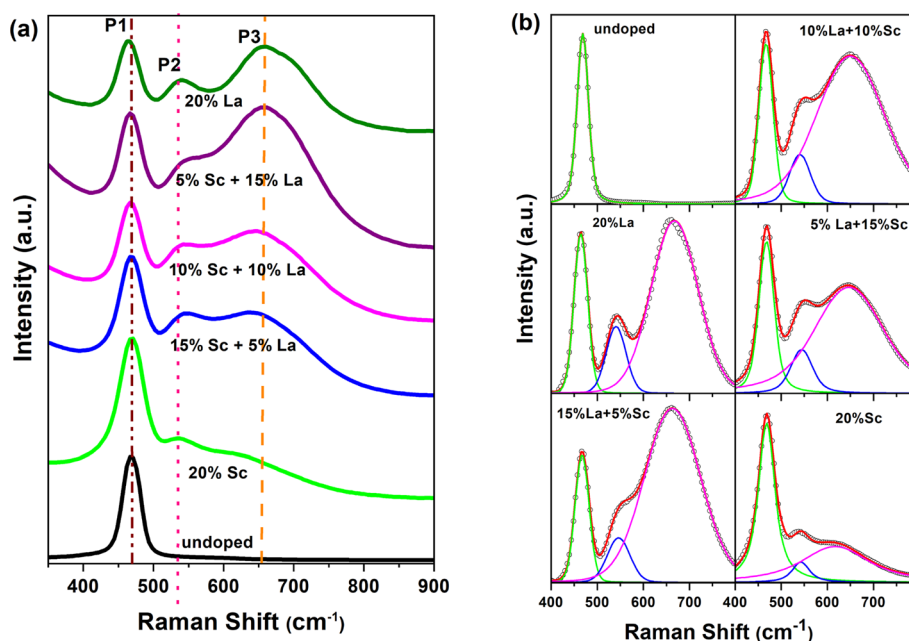 (a)
P1
P2
P3
20% La
5% Sc + 15% La
10% Sc + 10% La
15% Sc + 5% La
20% Sc
undoped
Intensity (a.u.)
400 500 600 700 800 900
Raman Shift (cm-1)
(b)
undoped
10%La+10%Sc
20%La
5% La+15%Sc
15%La+5%Sc
20%Sc
Intensity (a.u.)
400 500 600 700 400 500 600 700
Raman Shift (cm-1)